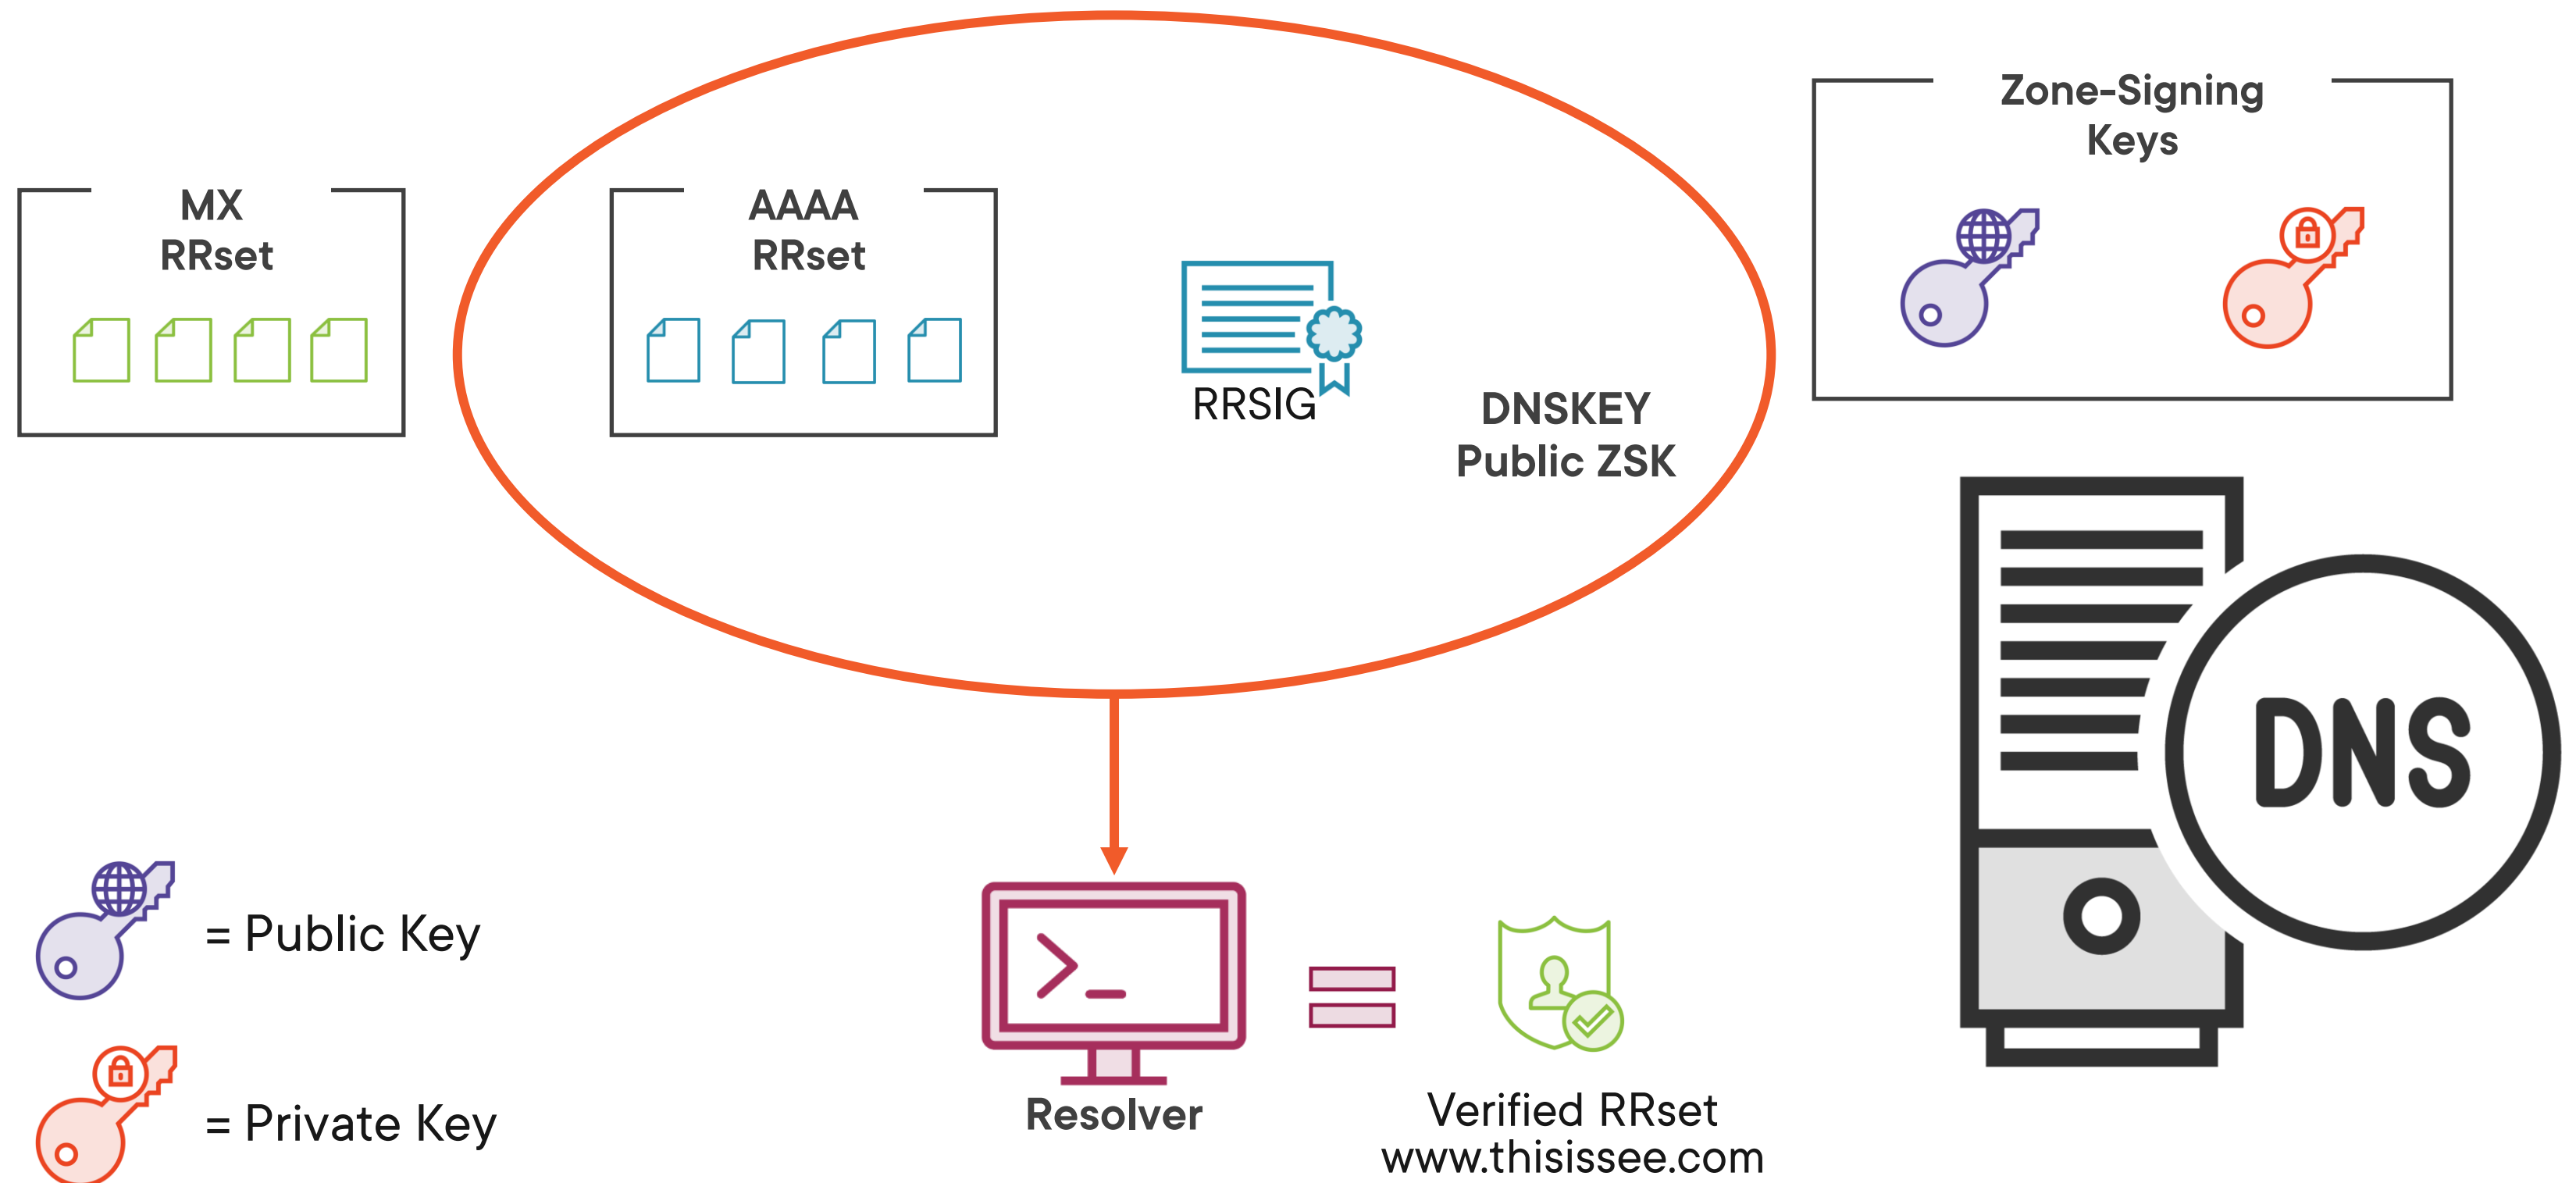 MX
RRset
AAAA
RRset
RRSIG
DNSKEY
Public ZSK
Zone-Signing
Keys
DNS
= Public Key
= Private Key
Resolver
Verified RRset
www.thisissee.com